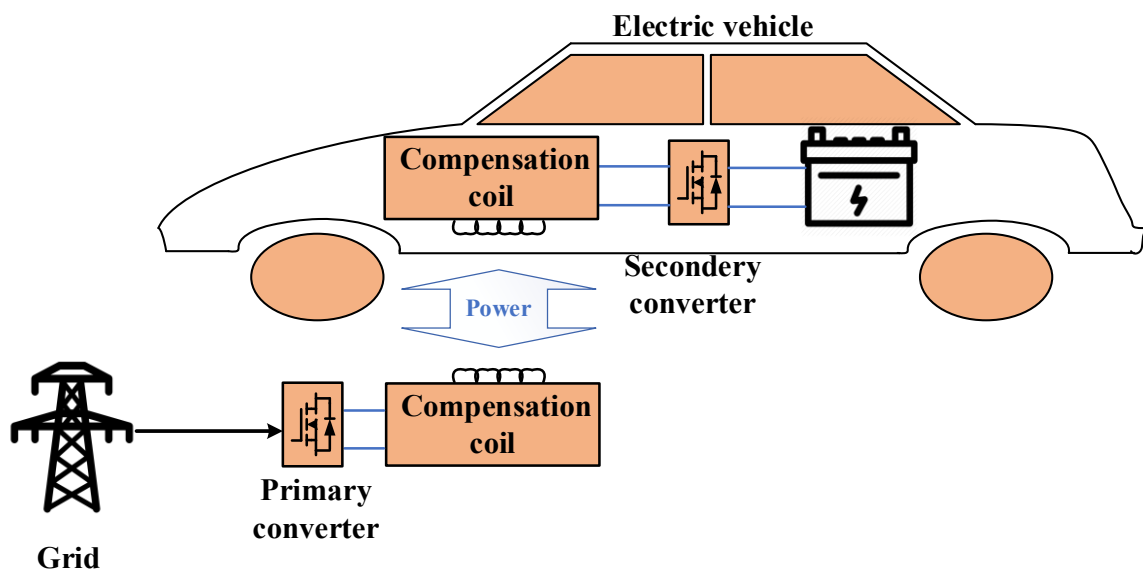 Electric vehicle
Compensation
coil
Secondery
converter
Power
Compensation
coil
Primary
converter
Grid